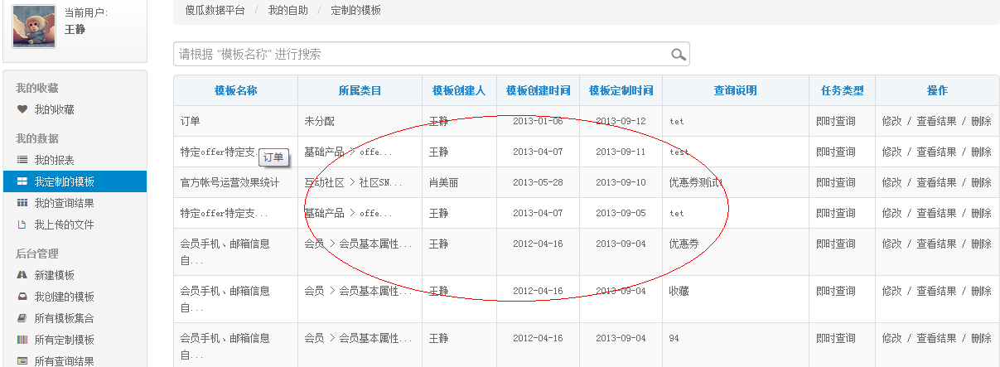 当前用户:
王静
我的收藏
我的收藏
我的数据
我的报表
我定制的模板
我的查询结果
我上传的文件
后台管理
新建模板
我创建的模板
所有模板集合
所有定制模板
所有查询结果
傻瓜数据平台 / 我的自助 / 定制的模板
请根据 “模板名称” 进行搜索
模板名称 所属类目 模板创建人 模板创建时间 模板定制时间 查询说明 任务类型 操作
订单 未分配 王静 2013-01-06 2013-09-12 tet 即时查询 修改 / 查看结果 / 删除
特定offer特定支... 基础产品 > offe... 王静 2013-04-07 2013-09-11 test 即时查询 修改 / 查看结果 / 删除
订单
官方帐号运营效果统计 互动社区 > 社区SN... 肖美丽 2013-05-28 2013-09-10 优惠券测试1 即时查询 修改 / 查看结果 / 删除
特定offer特定支... 基础产品 > offe... 王静 2013-04-07 2013-09-05 tet 即时查询 修改 / 查看结果 / 删除
会员手机、邮箱信息 会员 > 会员基本属性... 王静 2012-04-16 2013-09-04 优惠券 即时查询 修改 / 查看结果 / 删除
自...
会员手机、邮箱信息 会员 > 会员基本属性... 王静 2012-04-16 2013-09-04 收藏 即时查询 修改 / 查看结果 / 删除
自...
会员手机、邮箱信息 会员 > 会员基本属性... 王静 2012-04-16 2013-09-04 94 即时查询 修改 / 查看结果 / 删除
自...